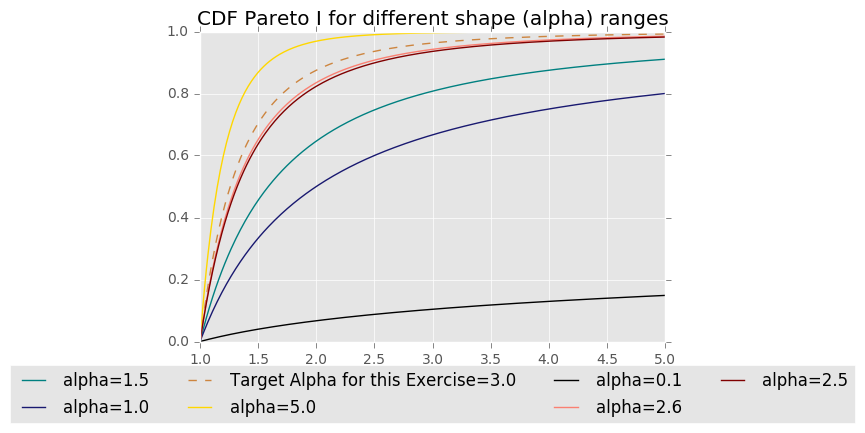 CDF Pareto I for different shape (alpha) ranges
1.0
0.8
0.6
0.4
0.2
0.0
1.0 1.5 2.0 2.5 3.0 3.5 4.0 4.5 5.0
alpha=1.5 Target Alpha for this Exercise=3.0 alpha=0.1 alpha=2.5
alpha=1.0 alpha=5.0 alpha=2.6